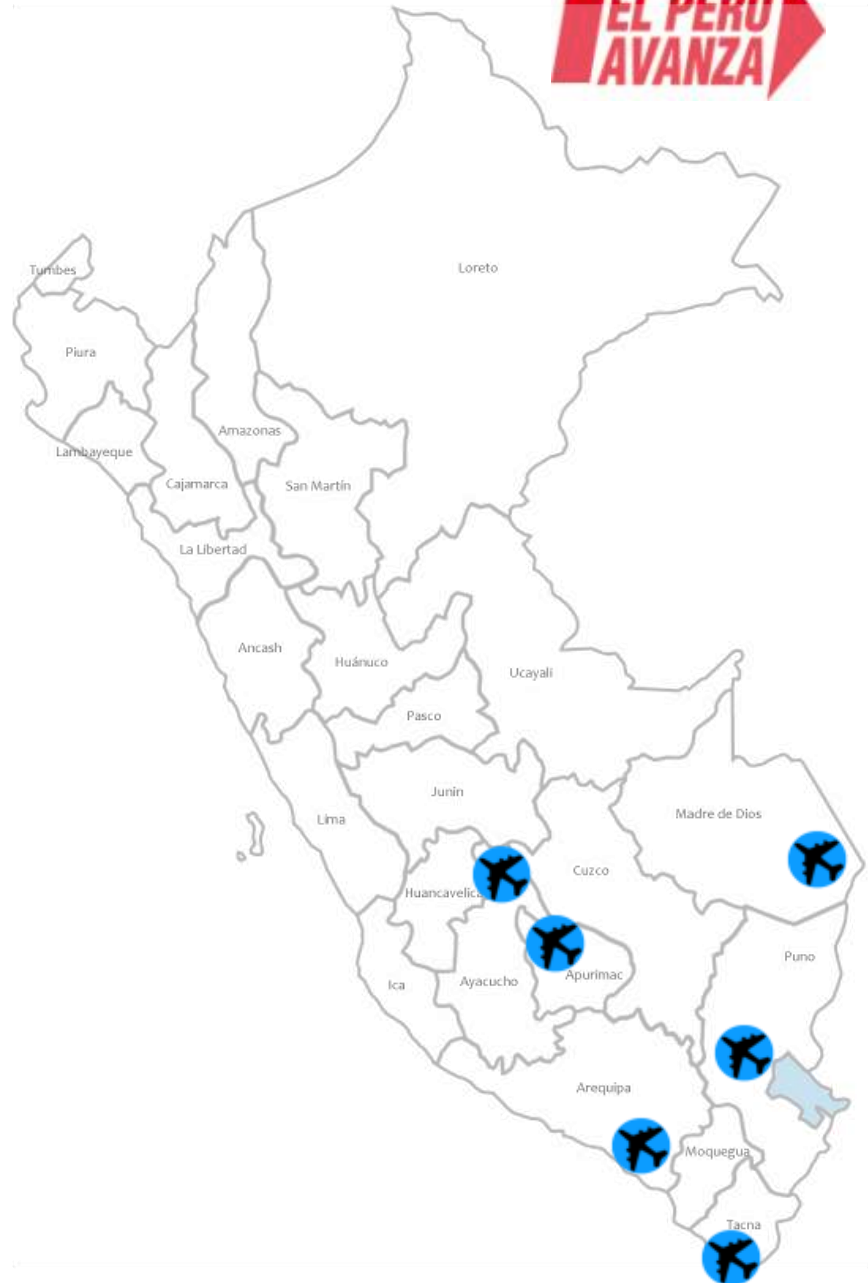 EL PERÚ
AVANZA
Loreto
Tumbes
Piura
Amazonas
Lambayeque
Cajamarca
San Martín
La Libertad
Ancash
Huánuco
Ucayali
Pasco
Junin
Madre de Dios
Lima
Cuzco
Huancavelica
Puno
Apurimac
Ayacucho
Ica
Arequipa
Moquegua
Tacna